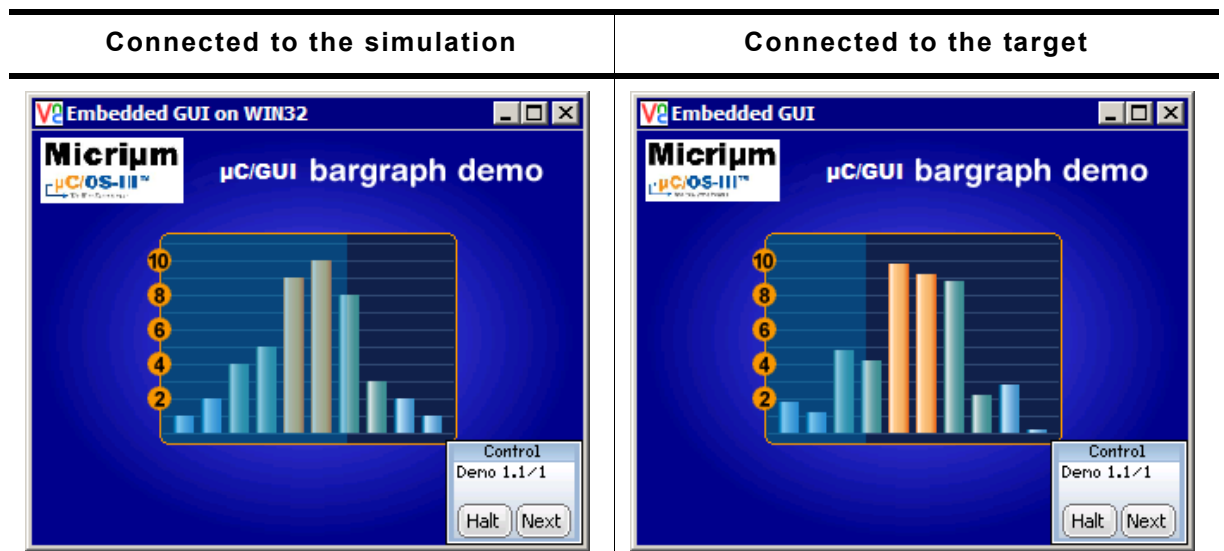 Connected to the simulation
Connected to the target
Embedded GUI on WIN32
Micriµm
µC/OS-III™
µC/GUI bargraph demo
10
8
6
4
2
Control
Demo 1.1/1
Halt Next
Embedded GUI
Micriµm
µC/OS-III™
µC/GUI bargraph demo
10
8
6
4
2
Control
Demo 1.1/1
Halt Next